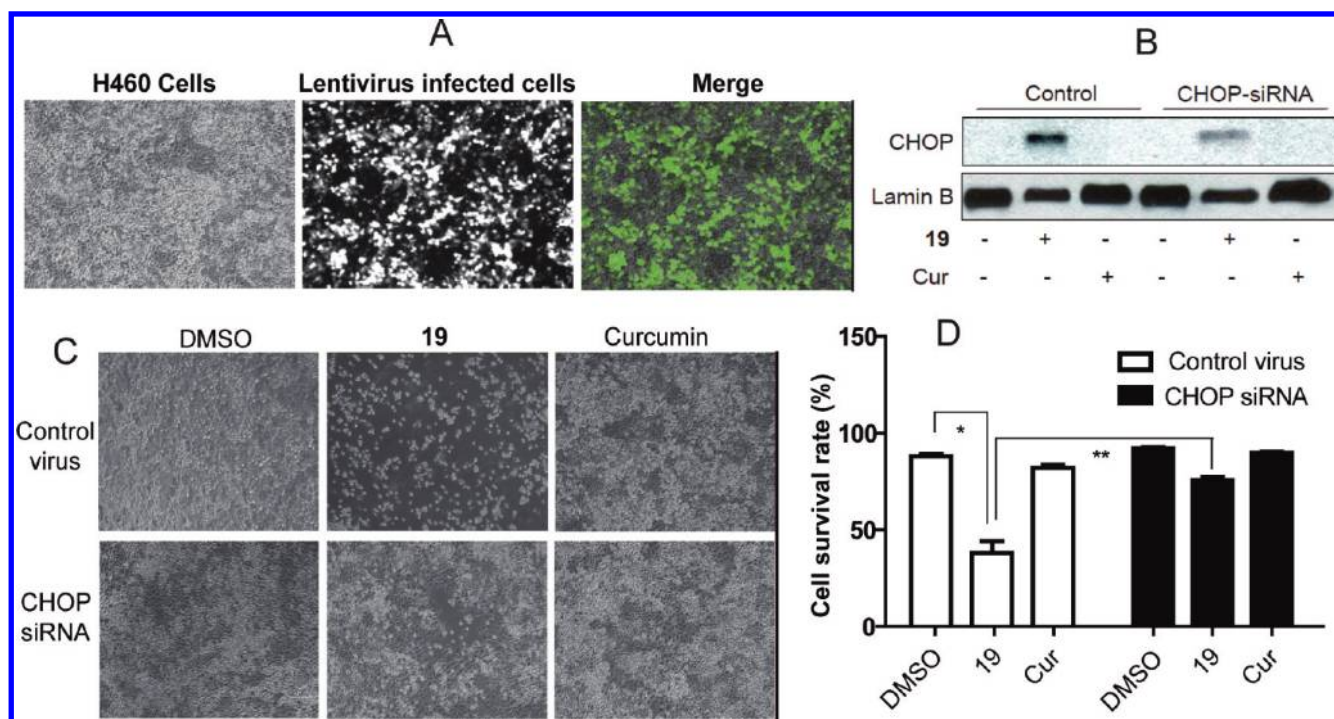 A
H460 Cells Lentivirus infected cells Merge
B
Control CHOP-siRNA
CHOP
Lamin B
19 - + - - + -
Cur - - + - - +
C
DMSO 19 Curcumin
Control
virus
CHOP
siRNA
D
Cell survival rate (%)
150
100
50
0
Control virus
CHOP siRNA
*
**
DMSO 19 Cur DMSO 19 Cur